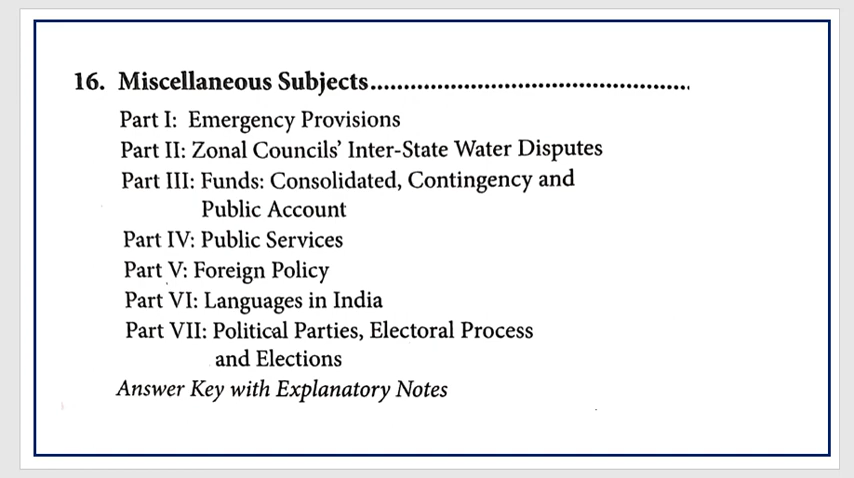 16. Miscellaneous Subjects................................................
Part I: Emergency Provisions
Part II: Zonal Councils’ Inter-State Water Disputes
Part III: Funds: Consolidated, Contingency and
Public Account
Part IV: Public Services
Part V: Foreign Policy
Part VI: Languages in India
Part VII: Political Parties, Electoral Process
and Elections
Answer Key with Explanatory Notes